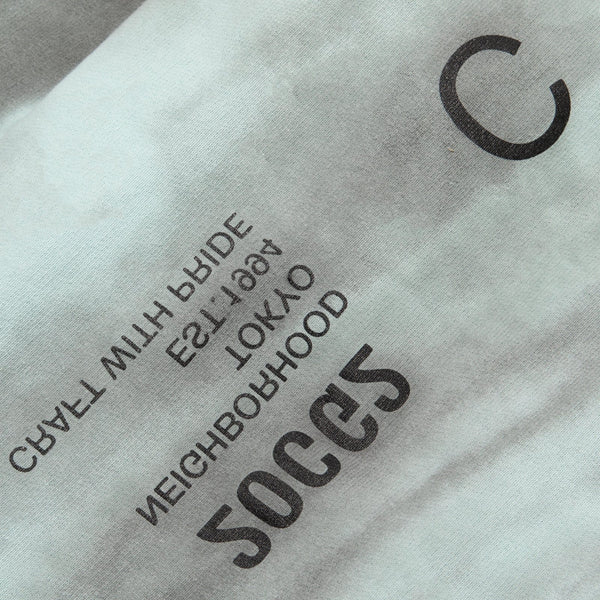 C
NEIGHBORHOOD
TOKYO
EST.1994
CRAFT WITH PRIDE